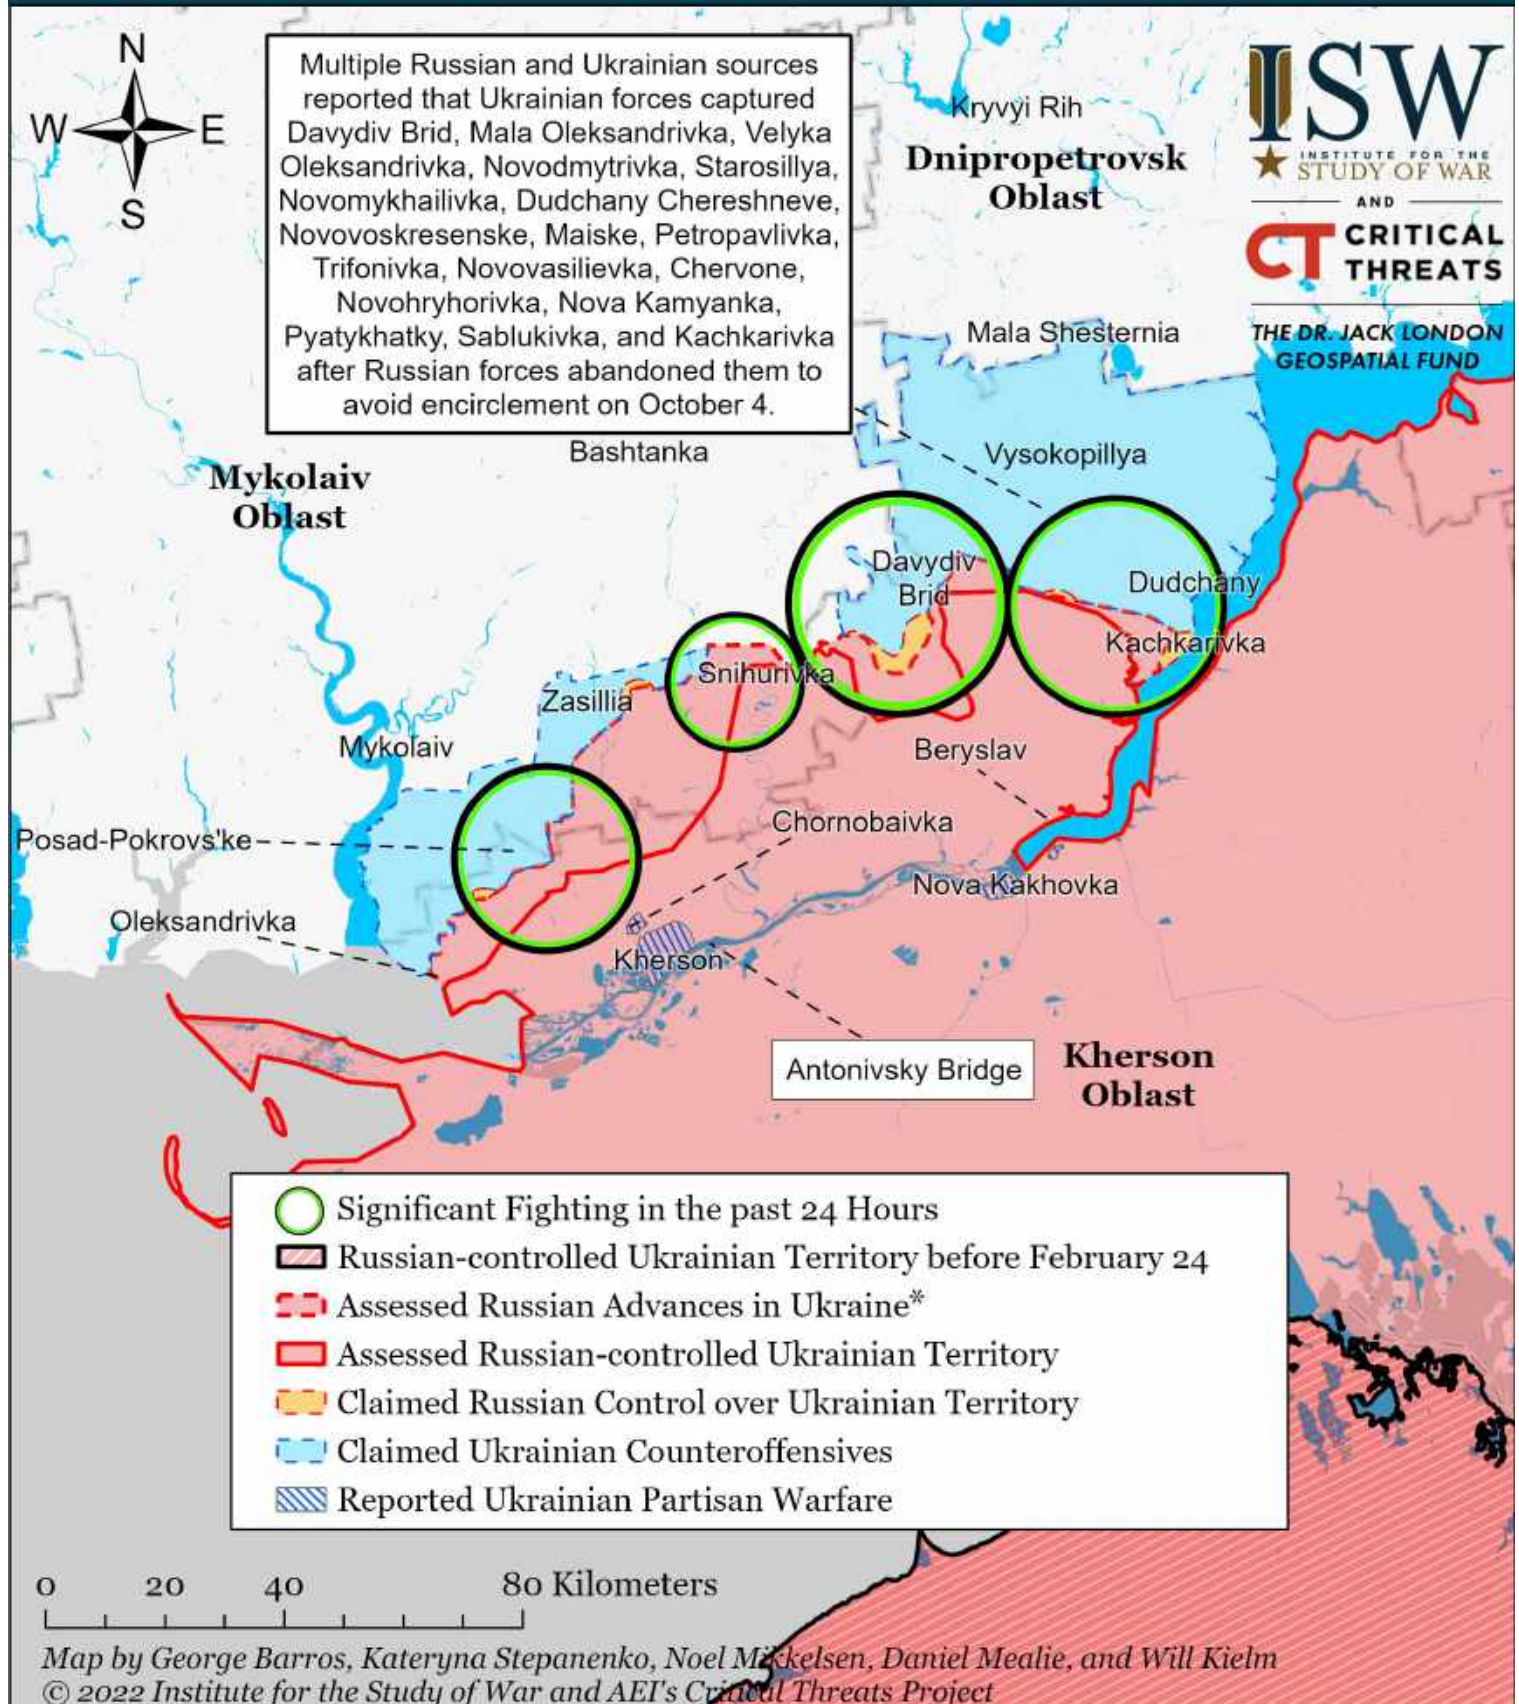 N
W
E
S
Multiple Russian and Ukrainian sources
reported that Ukrainian forces captured
Davydiv Brid, Mala Oleksandrivka, Velyka
Oleksandrivka, Novodmytrivka, Starosillya,
Novomykhailivka, Dudchany Chereshneve,
Novovoskresenske, Maiske, Petropavlivka,
Trifonivka, Novovasilievka, Chervone,
Novohryhorivka, Nova Kamyanka,
Pyatykhatky, Sablukivka, and Kachkarivka
after Russian forces abandoned them to
avoid encirclement on October 4.
ISW
INSTITUTE FOR THE
STUDY OF WAR
AND
CT CRITICAL
THREATS
THE DR. JACK LONDON
GEOSPATIAL FUND
Kryvyi Rih
Dnipropetrovsk
Oblast
Mala Shesternia
Bashtanka
Vysokopillya
Mykolaiv
Oblast
Davydiv
Brid
Dudchany
Kachkarivka
Snihurivka
Zasillia
Mykolaiv
Beryslav
Chornobaivka
Posad-Pokrovs'ke
Nova Kakhovka
Oleksandrivka
Kherson
Antonivsky Bridge
Kherson
Oblast
Significant Fighting in the past 24 Hours
Russian-controlled Ukrainian Territory before February 24
Assessed Russian Advances in Ukraine*
Assessed Russian-controlled Ukrainian Territory
Claimed Russian Control over Ukrainian Territory
Claimed Ukrainian Counteroffensives
Reported Ukrainian Partisan Warfare
0 20 40 80 Kilometers
Map by George Barros, Kateryna Stepanenko, Noel Mikkelsen, Daniel Mealie, and Will Kielm
© 2022 Institute for the Study of War and AEI's Critical Threats Project